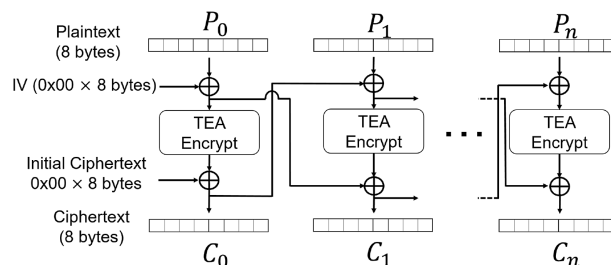 Plaintext
(8 bytes)
P₀
P₁
Pₙ
IV (0x00 × 8 bytes)
TEA
Encrypt
TEA
Encrypt
...
TEA
Encrypt
Initial Ciphertext
0x00 × 8 bytes
Ciphertext
(8 bytes)
C₀
C₁
Cₙ